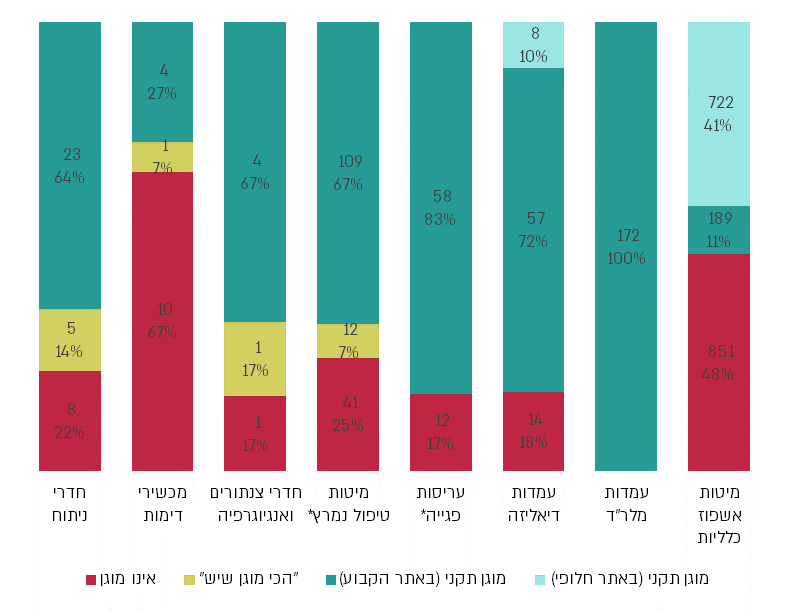 722
41%
189
11%
851
48%
172
100%
8
10%
57
72%
14
18%
58
83%
12
17%
109
67%
12
7%
41
25%
4
67%
1
17%
1
17%
4
27%
1
7%
10
67%
23
64%
5
14%
8
22%
מיטות
אשפוז
כלליות
עמדות
מלר"ד
עמדות
דיאליזה
עריסות
פגייה*
מיטות
טיפול נמרץ*
חדרי צנתורים
ואנגיוגרפיה
מכשירי
דימות
חדרי
ניתוח
מוגן תקני (באתר חלופי)
מוגן תקני (באתר הקבוע)
"הכי מוגן שיש"
אינו מוגן